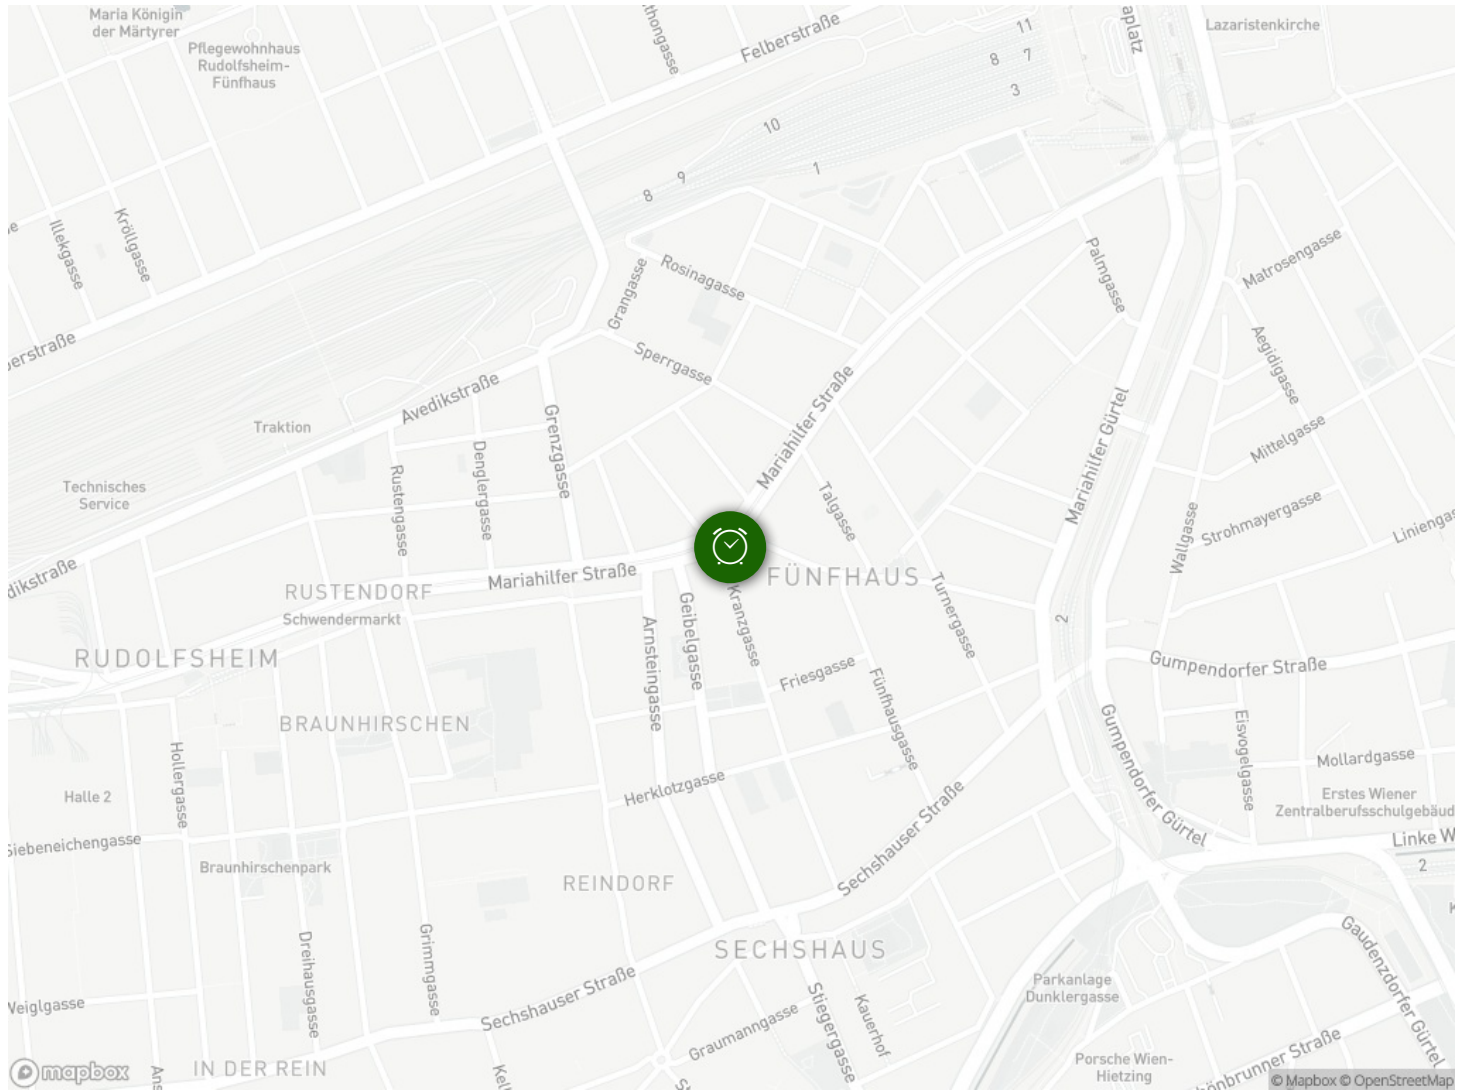 Maria Königin
der Märtyrer
Pflegewohnhaus
Rudolfsheim-
Fünfhaus
Felberstraße
11
8
7
3
10
9
8
1
Lazaristenkirche
Illekgasse
Kröllgasse
Grangasse
Rosinagasse
Sperrgasse
Palmgasse
Matrosengasse
Aegidigasse
Mittelgasse
Avedikstraße
Traktion
Technisches
Service
Grenzgasse
Denglergasse
Rustengasse
Mariahilfer Straße
Mariahilfer Gürtel
Talgasse
Wallgasse
Strohmayergasse
RUSTENDORF
Schwendermarkt
Mariahilfer Straße
FÜNFHAUS
Turnergasse
2
RUDOLFSHEIM
Arnsteingasse
Geibelgasse
Kranzgasse
Friesgasse
Fünfhausgasse
Gumpendorfer Straße
BRAUNHIRSCHEN
Hollergasse
Halle 2
Herklotzgasse
Sechshauser Straße
Gumpendorfer Gürtel
Eisvogelgasse
Mollardgasse
Erstes Wiener
Zentralberufsschulgebäud
Linke W
2
Siebeneichengasse
Braunhirschenpark
REINDORF
Dreihausgasse
Grimmgasse
SECHSHAUS
Sechshauser Straße
Stiegergasse
Kauerhof
Graumanngasse
Parkanlage
Dunklergasse
Gaudenzdorfer Gürtel
Porsche Wien-
Hietzing
IN DER REIN
mapbox
© Mapbox © OpenStreetMap